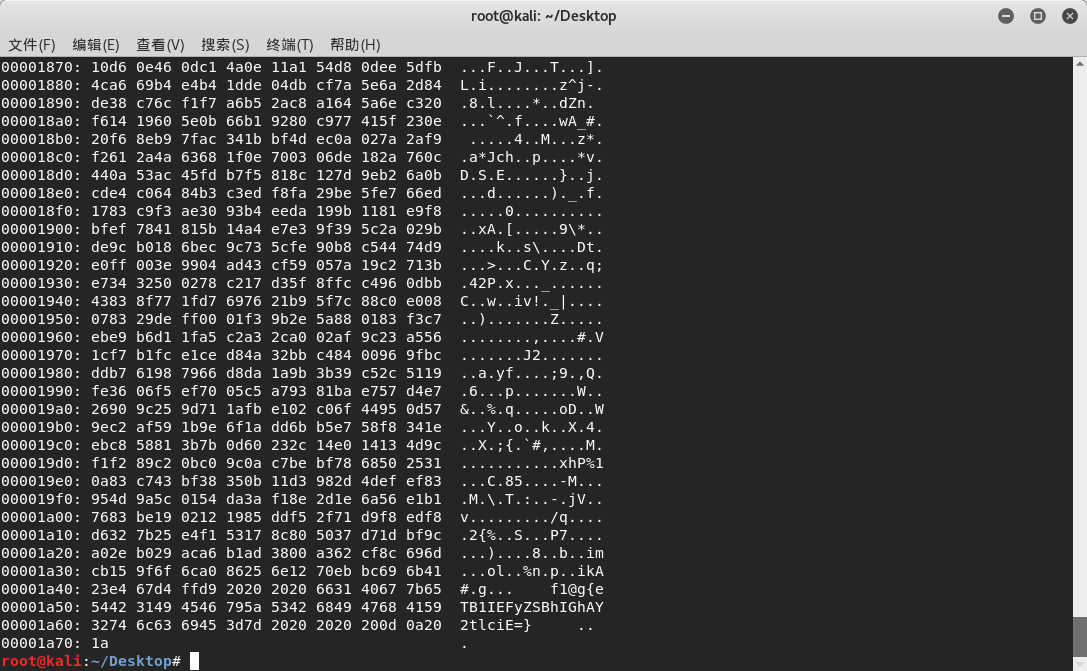 root@kali: ~/Desktop
文件(F) 编辑(E) 查看(V) 搜索(S) 终端(T) 帮助(H)
00001870: 10d6 0e46 0dc1 4a0e 11a1 54d8 0dee 5dfb  ...F..J...T...].
00001880: 4ca6 69b4 e4b4 1dde 04db cf7a 5e6a 2d84  L.i........z^j-.
00001890: de38 c76c f1f7 a6b5 2ac8 a164 5a6e c320  .8.l....*..dZn. 
000018a0: f614 1960 5e0b 66b1 9280 c977 415f 230e  ...`^.f....wA_#.
000018b0: 20f6 8eb9 7fac 341b bf4d ec0a 027a 2af9   .....4..M...z*.
000018c0: f261 2a4a 6368 1f0e 7003 06de 182a 760c  .a*Jch..p....*v.
000018d0: 440a 53ac 45fd b7f5 818c 127d 9eb2 6a0b  D.S.E......}..j.
000018e0: cde4 c064 84b3 c3ed f8fa 29be 5fe7 66ed  ...d......)._.f.
000018f0: 1783 c9f3 ae30 93b4 eeda 199b 1181 e9f8  .....0..........
00001900: bfef 7841 815b 14a4 e7e3 9f39 5c2a 029b  ..xA.[.....9\*..
00001910: de9c b018 6bec 9c73 5cfe 90b8 c544 74d9  ....k..s\....Dt.
00001920: e0ff 003e 9904 ad43 cf59 057a 19c2 713b  ...>...C.Y.z..q;
00001930: e734 3250 0278 c217 d35f 8ffc c496 0dbb  .42P.x..._......
00001940: 4383 8f77 1fd7 6976 21b9 5f7c 88c0 e008  C..w..iv!._|....
00001950: 0783 29de ff00 01f3 9b2e 5a88 0183 f3c7  ..).......Z.....
00001960: ebe9 b6d1 11fa5 c2a3 2ca0 02af 9c23 a556  ........,....#.V
00001970: 1cf7 b1fc e1ce d84a 32bb c484 0096 9fbc  .......J2.......
00001980: ddb7 6198 7966 d8da 1a9b 3b39 c52c 5119  ..a.yf....;9.,Q.
00001990: fe36 06f5 ef70 05c5 a793 81ba e757 d4e7  .6...p.......W..
000019a0: 2690 9c25 9d71 1afb e102 c06f 4495 0d57  &..%.q.....oD..W
000019b0: 9ec2 af59 1b9e 6f1a dd6b b5e7 58f8 341e  ...Y..o..k..X.4.
000019c0: ebc8 5881 3b7b 0d60 232c 14e0 1413 4d9c  ..X.;{.`#,....M.
000019d0: f1f2 89c2 0bc9 9c0a c7be bf78 6850 2531  ...........xhP%1
000019e0: 0a83 c743 bf38 350b 11d3 982d 4def ef83  ...C.85....-M...
000019f0: 954d 9a5c 0154 da3a f18e 2d1e 6a56 e1b1  .M.\.T.:..-.jV..
00001a00: 7683 be19 0212 1985 ddf5 2f71 d9f8 edf8  v........./q....
00001a10: d632 7b25 e4f1 5317 8c80 5037 d71d bf9c  .2{%..S...P7....
00001a20: a02e b029 aca6 b1ad 3800 a362 cf8c 696d  ...)....8..b..im
00001a30: cb15 9f6f 6ca0 8625 6e12 70eb bc69 6b41  ...ol..%n.p..ikA
00001a40: 23e4 67d4 ffd9 2020 2020 6631 4067 7b65  #.g...    f1@g{e
00001a50: 5442 3149 4546 795a 5342 6849 4768 4159  TB1IEFyZSBhIGhAY
00001a60: 3274 6c63 6945 3d7d 2020 2020 200d 0a20  2tlciE=}     .. 
00001a70: 1a                                       .
root@kali:~/Desktop#